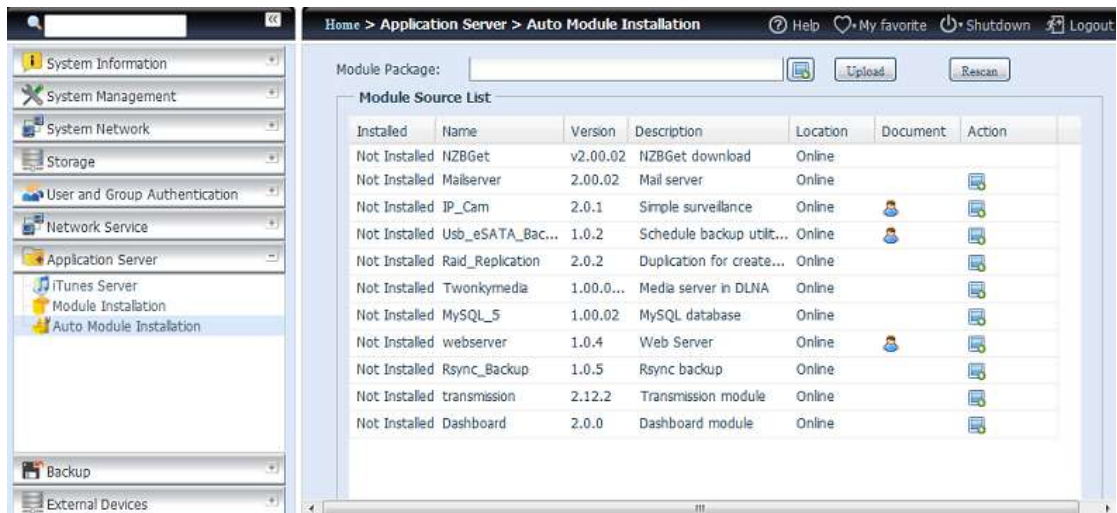 Home > Application Server > Auto Module Installation
Help My favorite Shutdown Logout
System Information
System Management
System Network
Storage
User and Group Authentication
Network Service
Application Server
iTunes Server
Module Installation
Auto Module Installation
Backup
External Devices
Module Package: Upload Rescan
Module Source List
Installed Name Version Description Location Document Action
Not Installed NZBGet v2.00.02 NZBGet download Online
Not Installed Mailserver 2.00.02 Mail server Online
Not Installed IP_Cam 2.0.1 Simple surveillance Online
Not Installed Usb_eSATA_Bac... 1.0.2 Schedule backup utilit... Online
Not Installed Raid_Replication 2.0.2 Duplication for create... Online
Not Installed Twonkymedia 1.00.0... Media server in DLNA Online
Not Installed MySQL_5 1.00.02 MySQL database Online
Not Installed webserver 1.0.4 Web Server Online
Not Installed Rsync_Backup 1.0.5 Rsync backup Online
Not Installed transmission 2.12.2 Transmission module Online
Not Installed Dashboard 2.0.0 Dashboard module Online